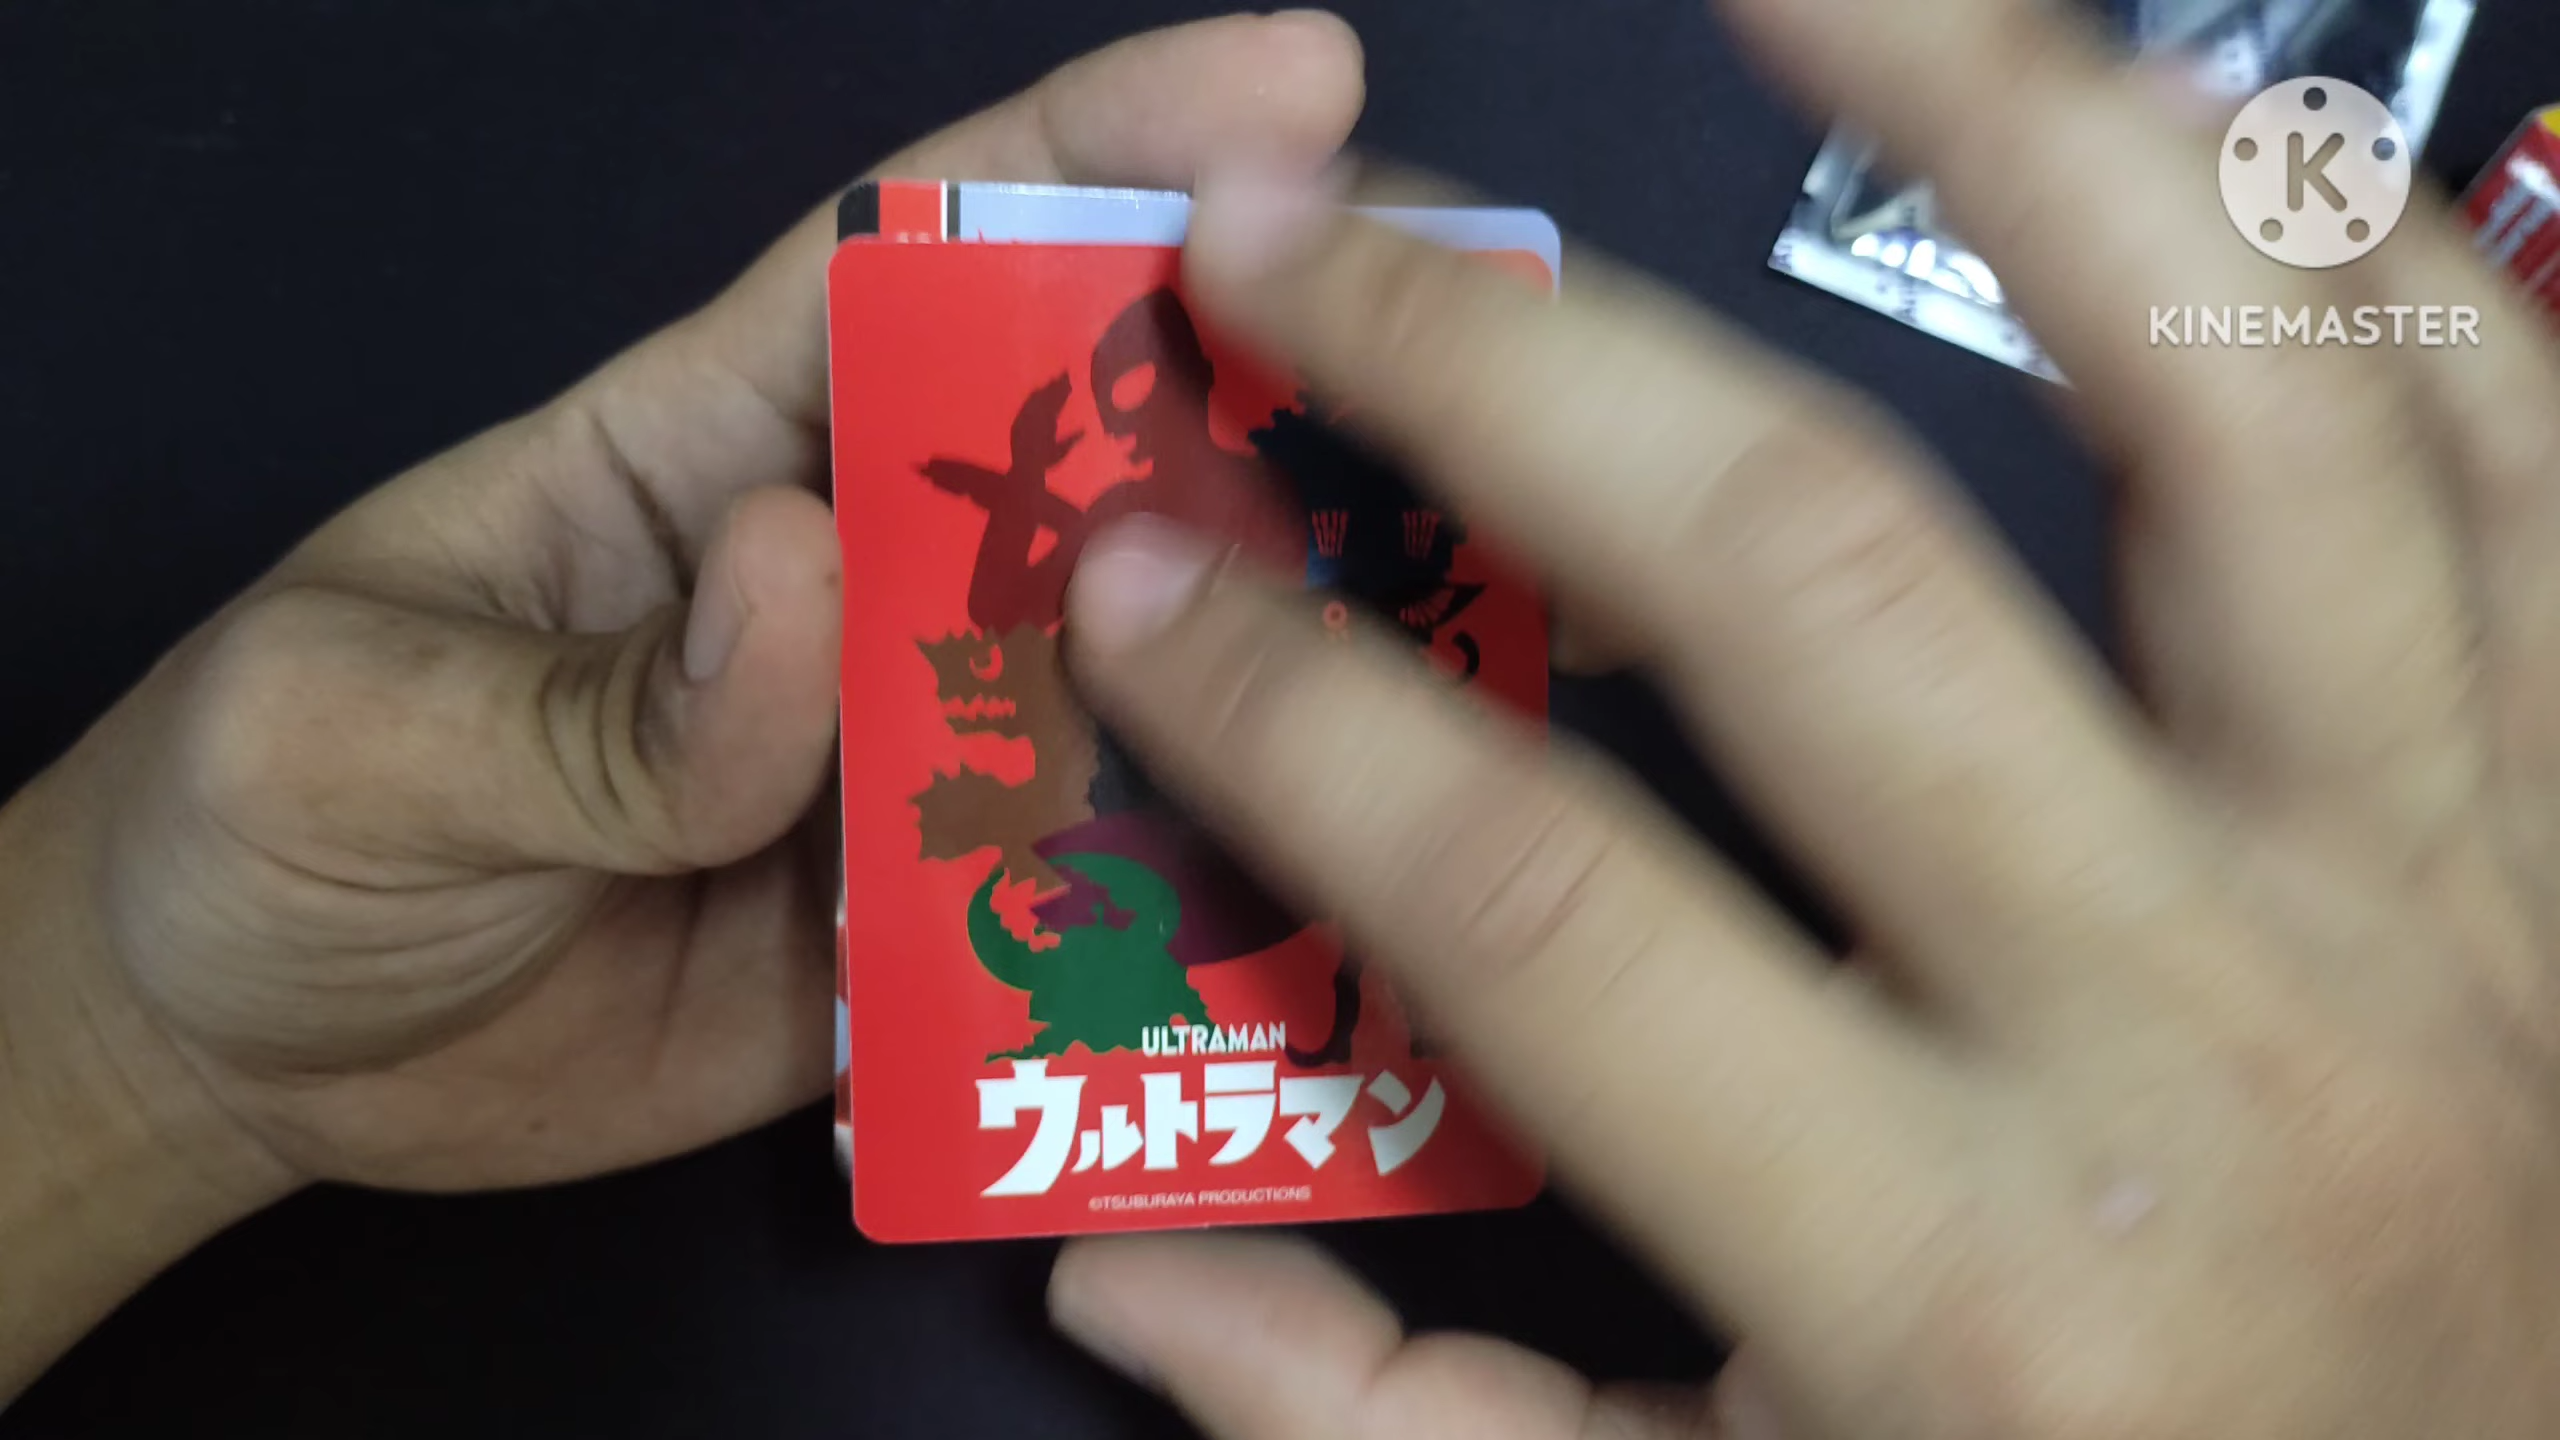 K
KINEMASTER
ULTRAMAN
ウルトラマン
©TSUBURAYA PRODUCTIONS